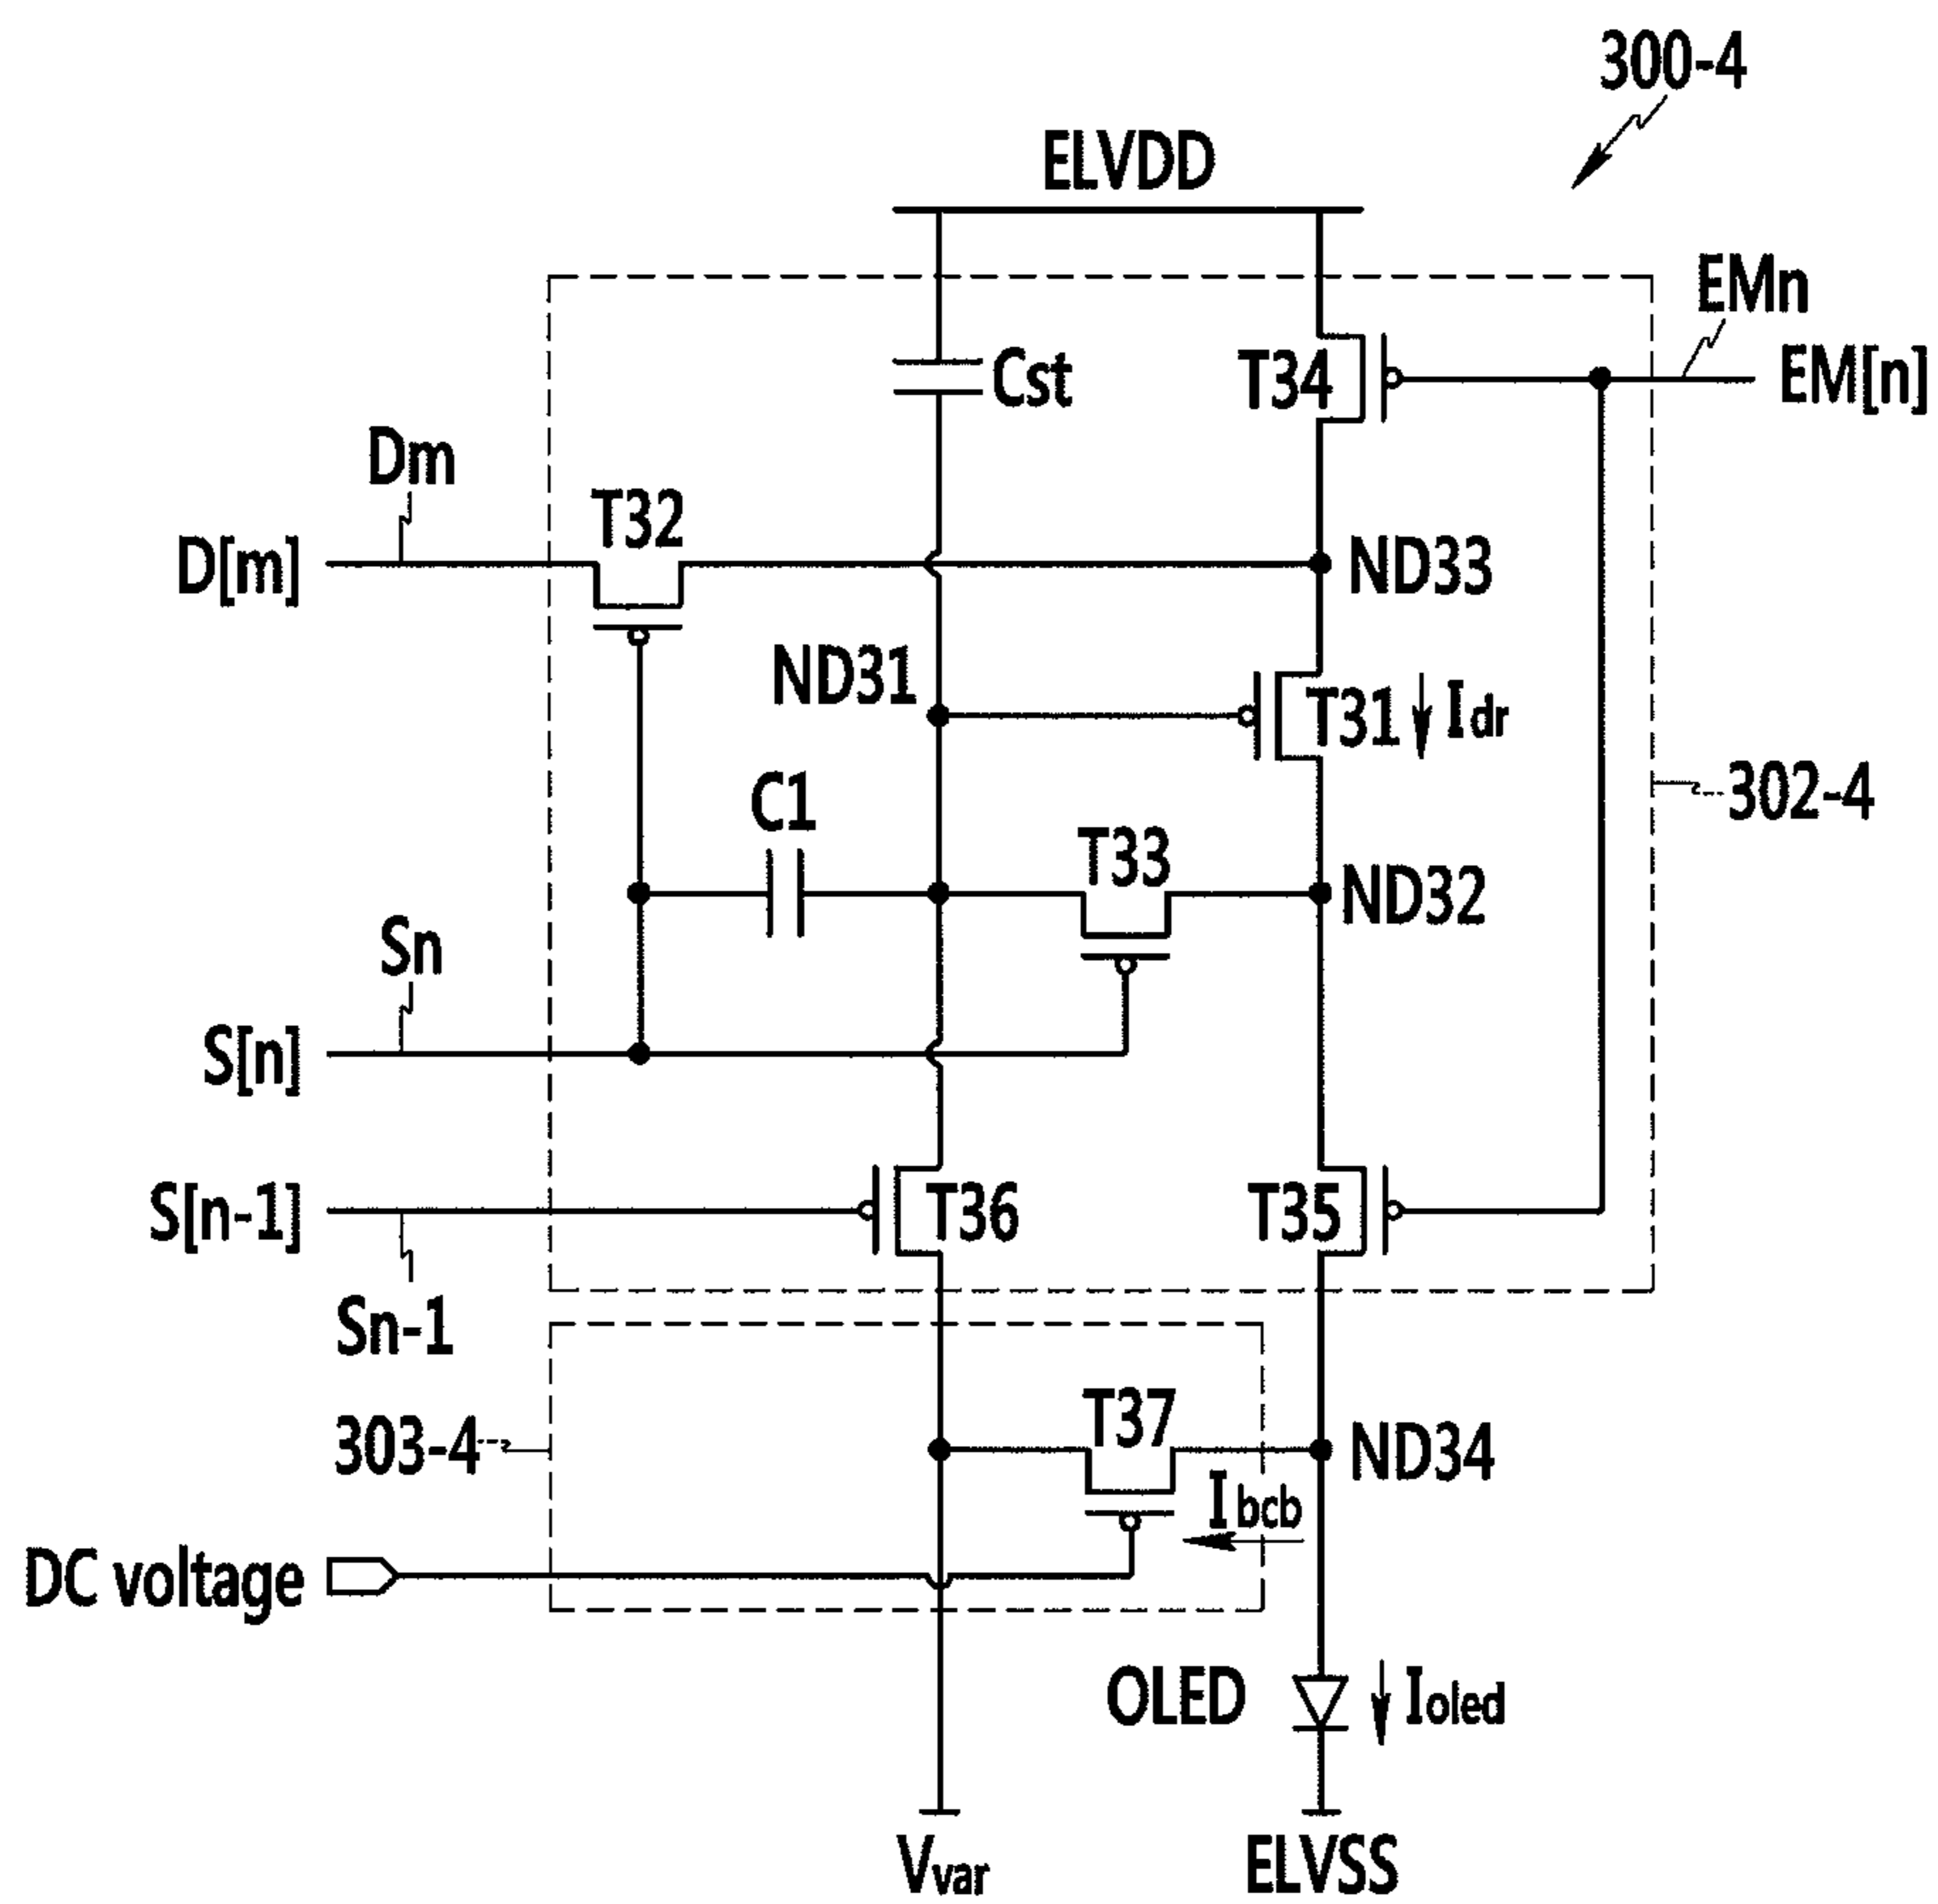 300-4
ELVDD
EMn
EM[n]
Cst
T34
Dm
D[m]
T32
ND33
ND31
T31
Idr
302-4
C1
T33
ND32
Sn
S[n]
S[n-1]
T36
T35
Sn-1
303-4
T37
ND34
Ibcb
DC voltage
OLED
Ioled
Vvar
ELVSS